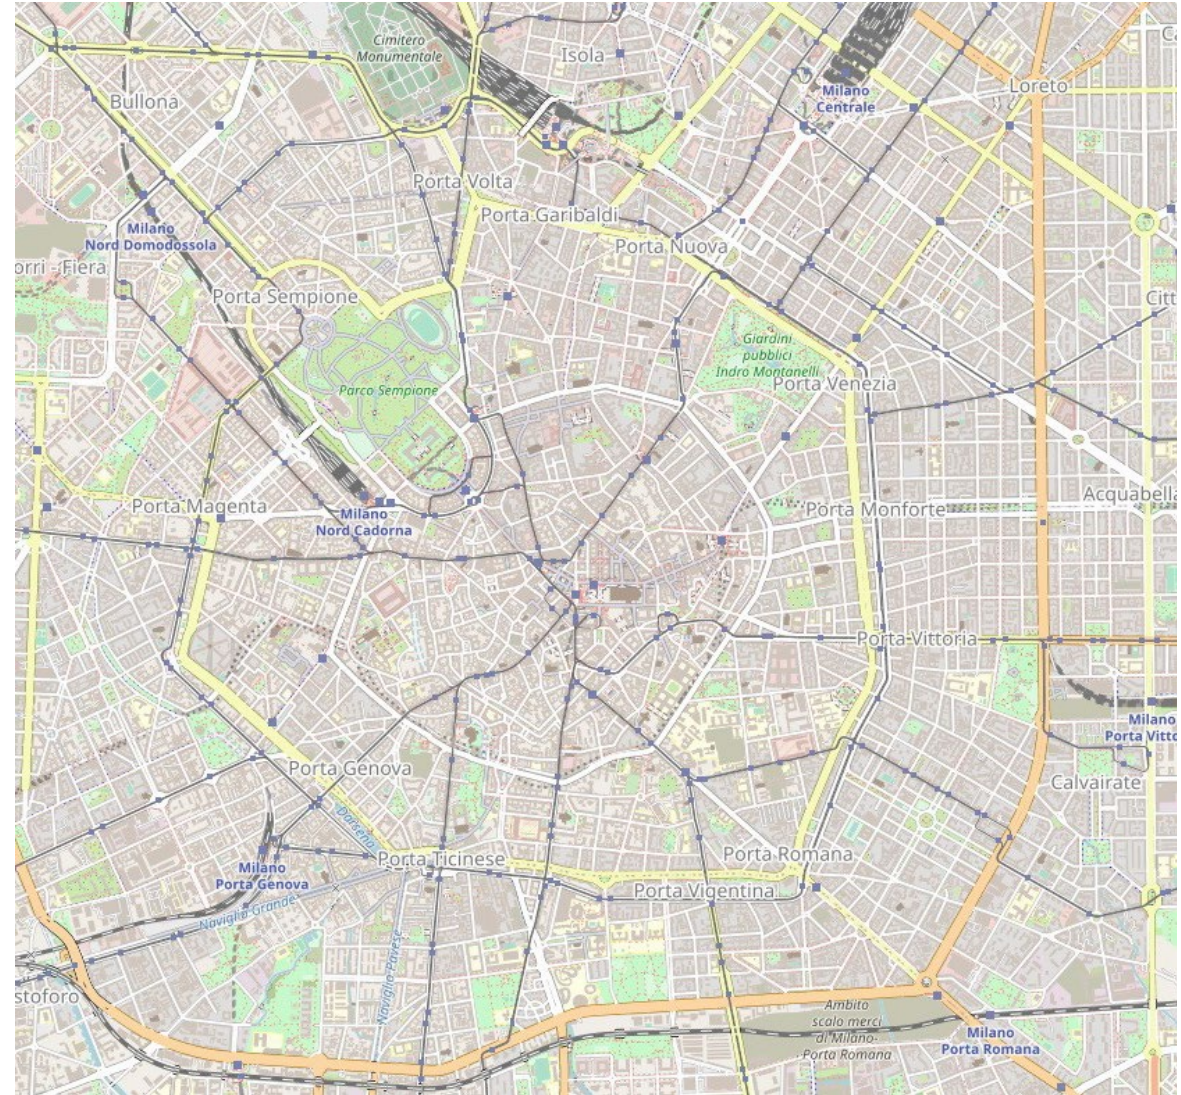 Cimitero
Monumentale
Isola
Milano
Centrale
Loreto
Bullona
Porta Volta
Porta Garibaldi
Milano
Nord Domodossola
Porta Nuova
orri - Fiera
Porta Sempione
Citt
Giardini
pubblici
Indro Montanelli
Parco Sempione
Porta Venezia
Porta Magenta
Milano
Nord Cadorna
Porta Monforte
Acquabella
Porta Vittoria
Milano
Porta Vitto
Porta Genova
Calvairate
Darsena
Porta Ticinese
Porta Romana
Milano
Porta Genova
Porta Vigentina
Naviglio Grande
Naviglio Pavese
stoforo
Ambito
scalo merci
di Milano-
Porta Romana
Milano
Porta Romana